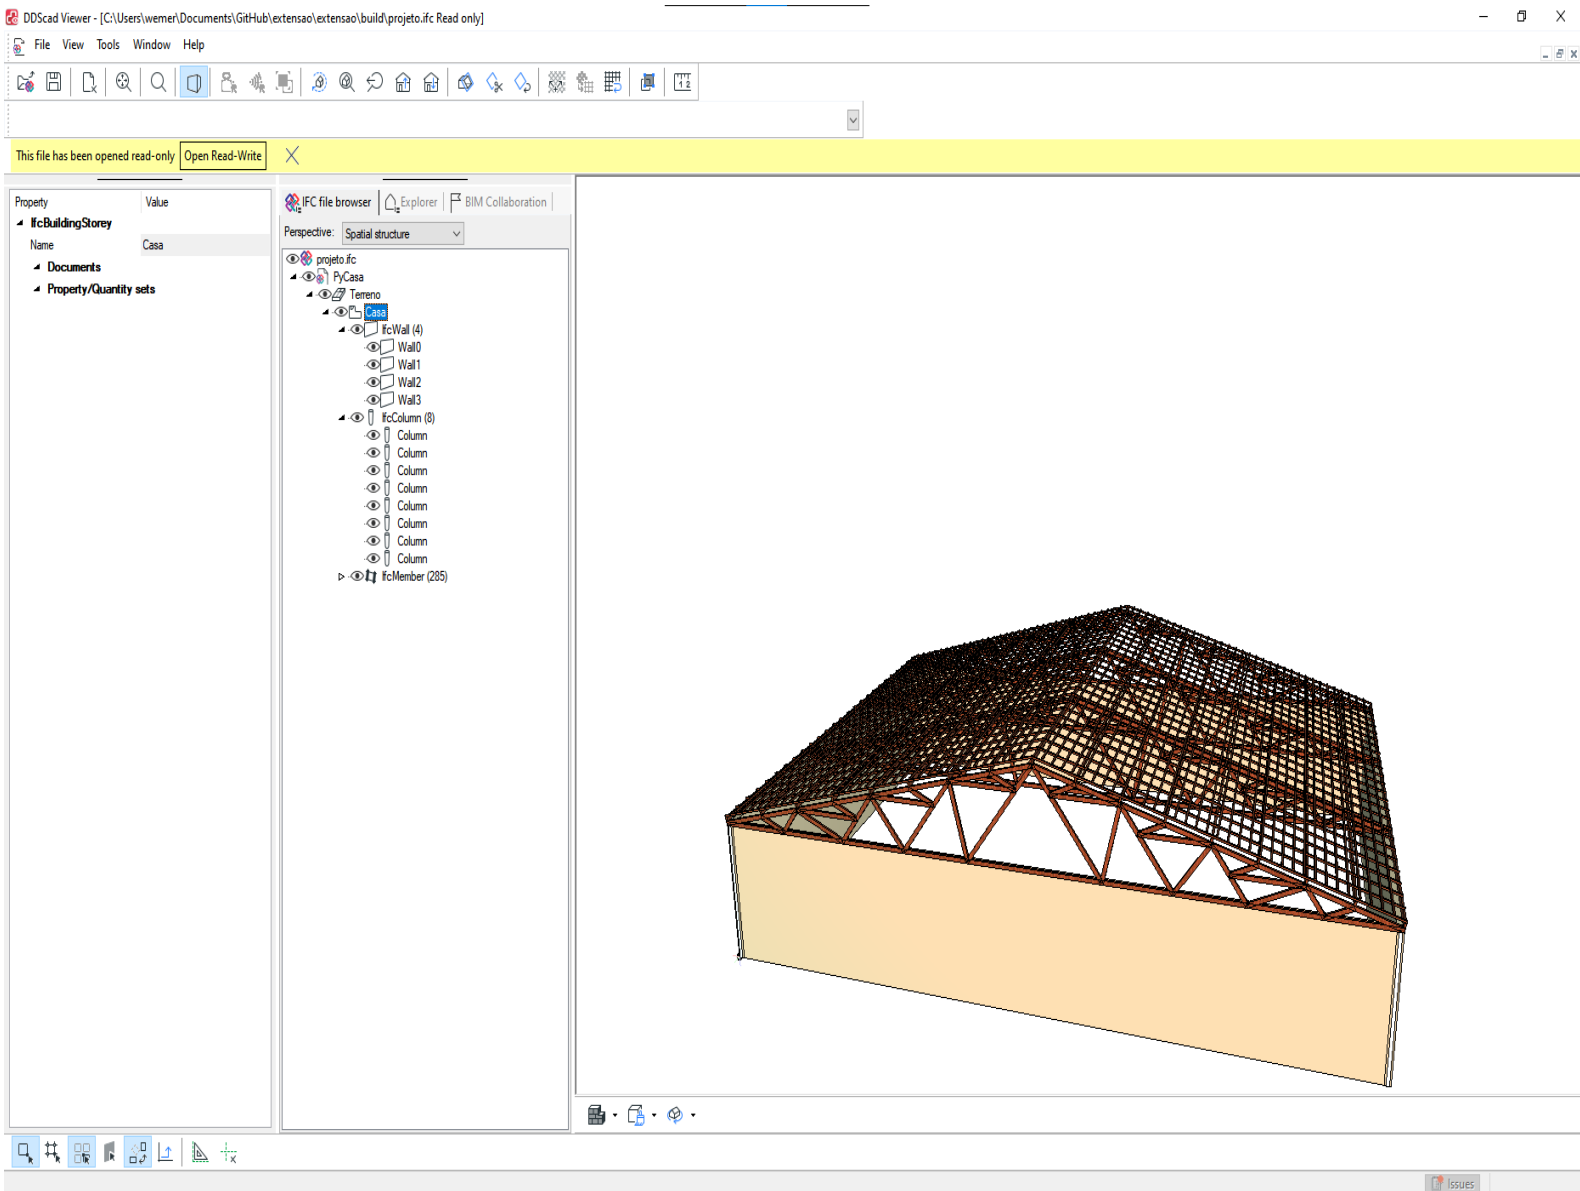 DDScad Viewer - [C:\Users\wemer\Documents\GitHub\extensao\extensao\build\projeto.ifc Read only]
File View Tools Window Help
This file has been opened read-only Open Read-Write
Property Value
IfcBuildingStorey
Name Casa
Documents
Property/Quantity sets
IFC file browser Explorer BIM Collaboration
Perspective: Spatial structure
projeto.ifc
PyCasa
Terreno
Casa
IfcWall (4)
Wall0
Wall1
Wall2
Wall3
IfcColumn (8)
Column
Column
Column
Column
Column
Column
Column
Column
IfcMember (285)
Issues